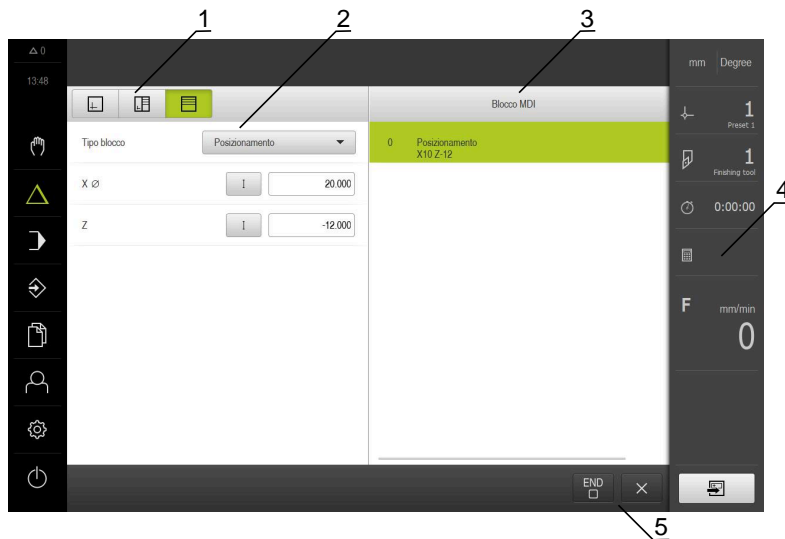 1
2
3
△ 0
13:48
mm Degree
Blocco MDI
Tipo blocco
Posizionamento
0 Posizionamento
X10 Z-12
1
Preset 1
1
Finishing tool
X Ø
I
20.000
Z
I
-12.000
0:00:00
4
F mm/min
0
END
5